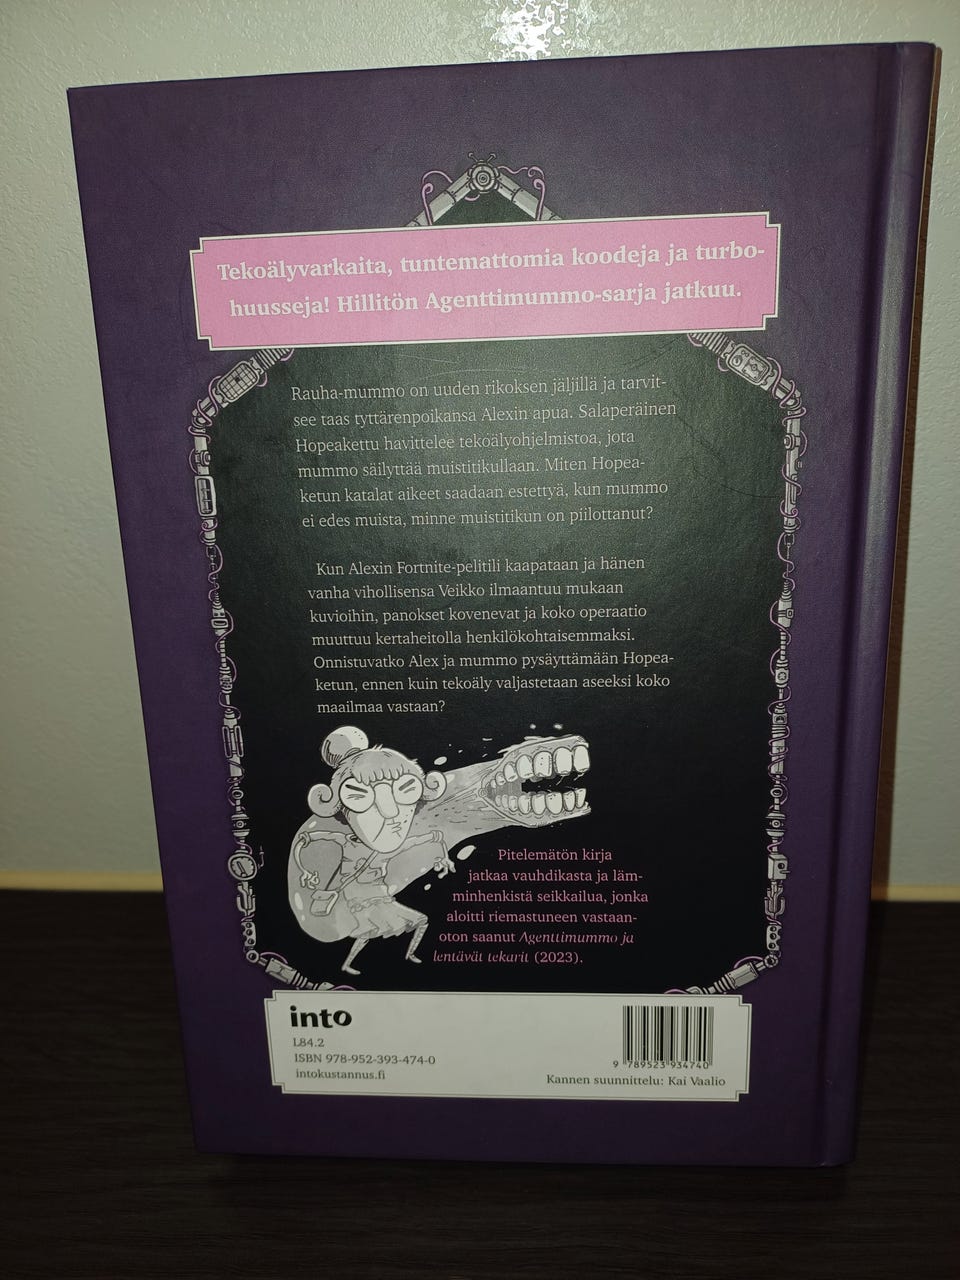 Tekoälyvarkaita, tuntemattomia koodeja ja turbo-
huusseja! Hillitön Agenttimummo-sarja jatkuu.
Rauha-mummo on uuden rikoksen jäljillä ja tarvit-
see taas tyttärenpoikansa Alexin apua. Salaperäinen
Hopeakettu havittelee tekoälyohjelmistoa, jota
mummo säilyttää muistitikullaan. Miten Hopea-
ketun katalat aikeet saadaan estettyä, kun mummo
ei edes muista, minne muistitikun on piilottanut?
Kun Alexin Fortnite-pelitili kaapataan ja hänen
vanha vihollisensa Veikko ilmaantuu mukaan
kuvioihin, panokset kovenevat ja koko operaatio
muuttuu kertaheitolla henkilökohtaisemmaksi.
Onnistuvatko Alex ja mummo pysäyttämään Hopea-
ketun, ennen kuin tekoäly valjastetaan aseeksi koko
maailmaa vastaan?
Pitelemätön kirja
jatkaa vauhdikasta ja läm-
minhenkistä seikkailua, jonka
aloitti riemastuneen vastaan-
oton saanut Agenttimummo ja
lentävät tekarit (2023).
into
L84.2
ISBN 978-952-393-474-0
intokustannus.fi
9 789523 934740
Kannen suunnittelu: Kai Vaalio